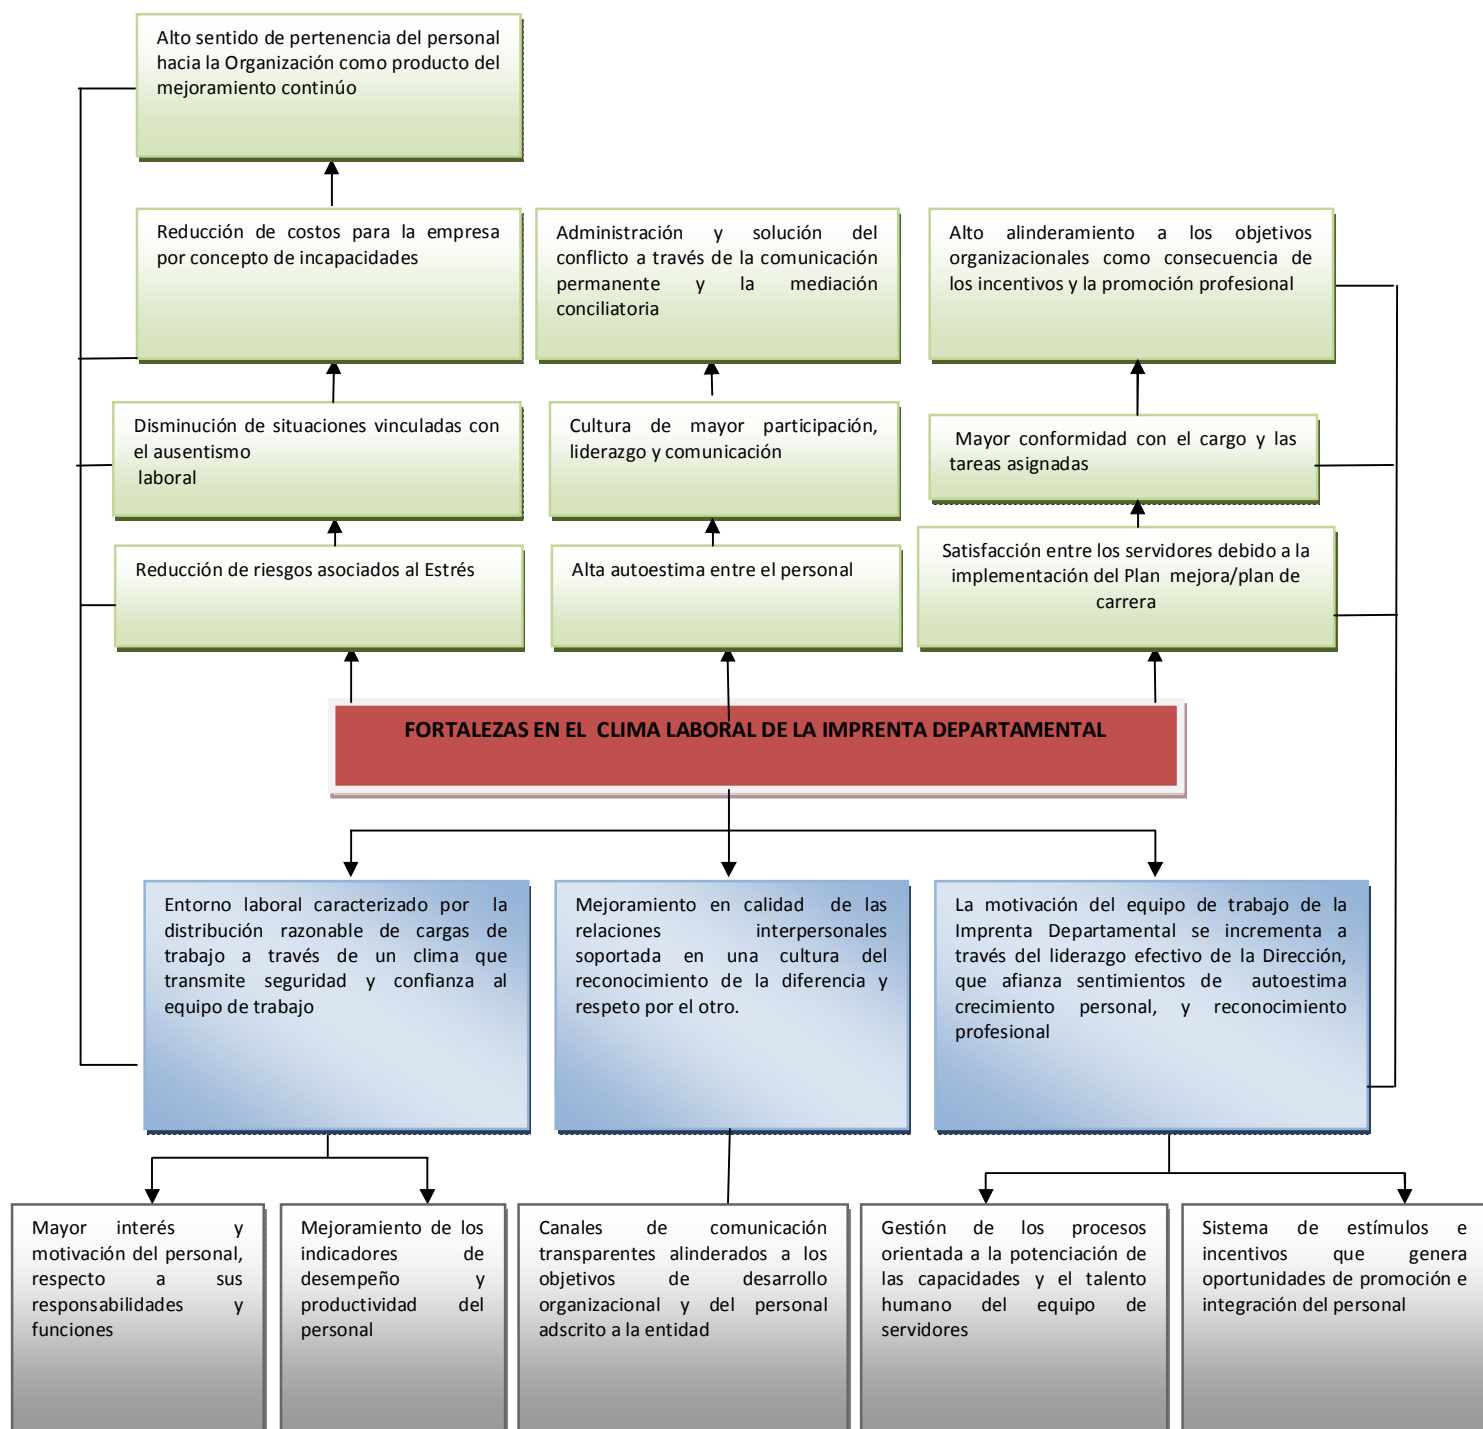 Alto sentido de pertenencia del personal
hacia la Organización como producto del
mejoramiento continúo
Reducción de costos para la empresa
por concepto de incapacidades
Administración y solución del
conflicto a través de la comunicación
permanente y la mediación
conciliatoria
Alto alinderamiento a los objetivos
organizacionales como consecuencia de
los incentivos y la promoción profesional
Disminución de situaciones vinculadas con
el ausentismo
laboral
Cultura de mayor participación,
liderazgo y comunicación
Mayor conformidad con el cargo y las
tareas asignadas
Reducción de riesgos asociados al Estrés
Alta autoestima entre el personal
Satisfacción entre los servidores debido a la
implementación del Plan mejora/plan de
carrera
FORTALEZAS EN EL CLIMA LABORAL DE LA IMPRENTA DEPARTAMENTAL
Entorno laboral caracterizado por la
distribución razonable de cargas de
trabajo a través de un clima que
transmite seguridad y confianza al
equipo de trabajo
Mejoramiento en calidad de las
relaciones interpersonales
soportada en una cultura del
reconocimiento de la diferencia y
respeto por el otro.
La motivación del equipo de trabajo de la
Imprenta Departamental se incrementa a
través del liderazgo efectivo de la Dirección,
que afianza sentimientos de autoestima
crecimiento personal, y reconocimiento
profesional
Mayor interés y
motivación del personal,
respecto a sus
responsabilidades y
funciones
Mejoramiento de los
indicadores de
desempeño y
productividad del
personal
Canales de comunicación
transparentes alinderados a los
objetivos de desarrollo
organizacional y del personal
adscrito a la entidad
Gestión de los procesos
orientada a la potenciación de
las capacidades y el talento
humano del equipo de
servidores
Sistema de estímulos e
incentivos que genera
oportunidades de promoción e
integración del personal